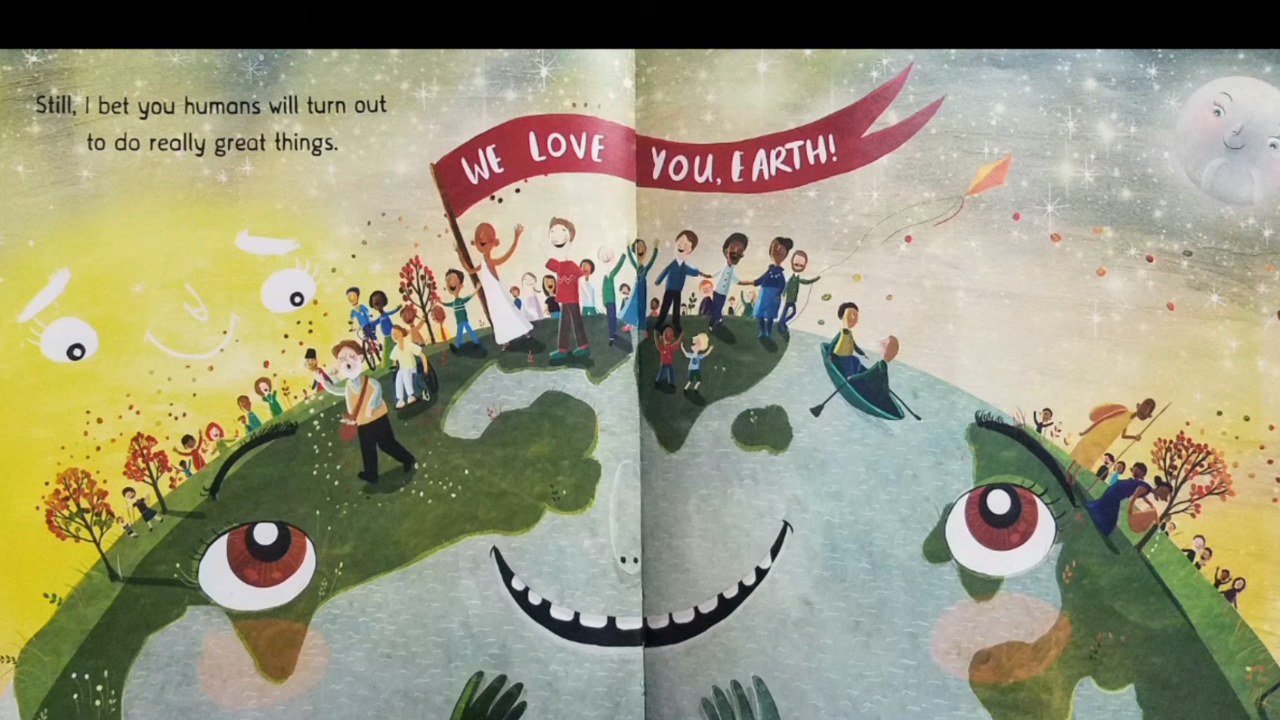 Still, I bet you humans will turn out
to do really great things.
WE LOVE YOU, EARTH!